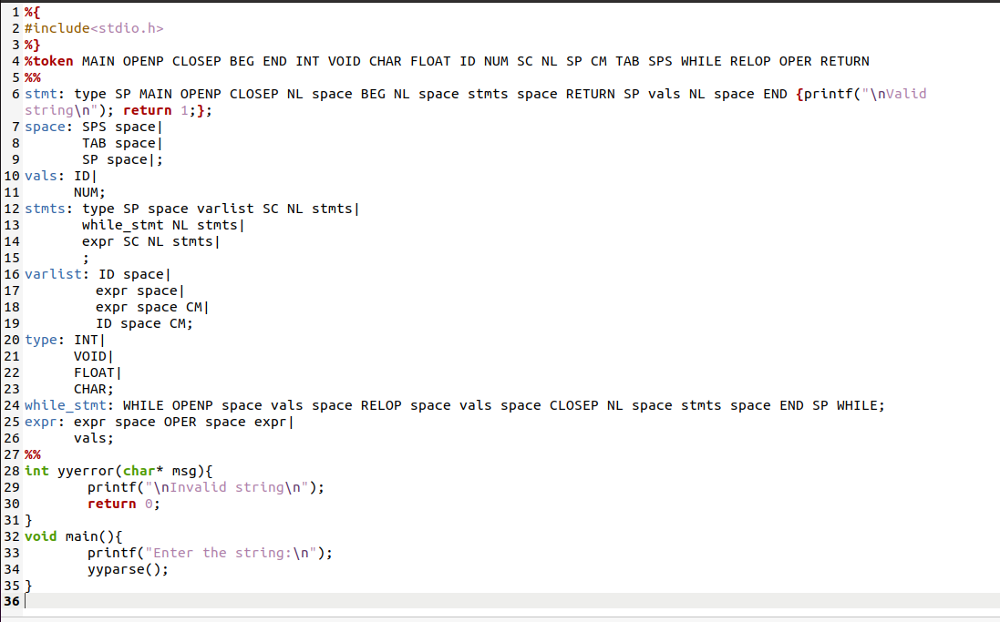 1 %{
2 #include<stdio.h>
3 %}
4 %token MAIN OPENP CLOSEP BEG END INT VOID CHAR FLOAT ID NUM SC NL SP CM TAB SPS WHILE RELOP OPER RETURN
5 %%
6 stmt: type SP MAIN OPENP CLOSEP NL space BEG NL space stmts space RETURN SP vals NL space END {printf("\nValid
string\n"); return 1;};
7 space: SPS space|
8        TAB space|
9        SP space|;
10 vals: ID|
11       NUM;
12 stmts: type SP space varlist SC NL stmts|
13        while_stmt NL stmts|
14        expr SC NL stmts|
15        ;
16 varlist: ID space|
17          expr space|
18          expr space CM|
19          ID space CM;
20 type: INT|
21       VOID|
22       FLOAT|
23       CHAR;
24 while_stmt: WHILE OPENP space vals space RELOP space vals space CLOSEP NL space stmts space END SP WHILE;
25 expr: expr space OPER space expr|
26       vals;
27 %%
28 int yyerror(char* msg){
29         printf("\nInvalid string\n");
30         return 0;
31 }
32 void main(){
33         printf("Enter the string:\n");
34         yyparse();
35 }
36